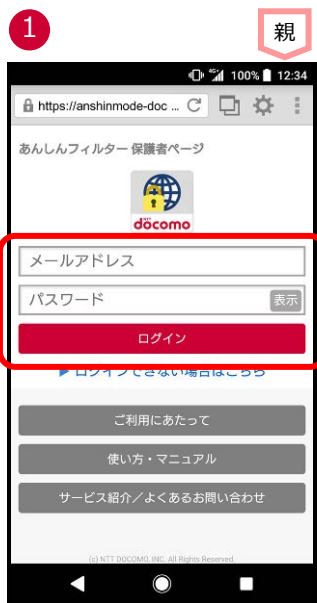 1
親
100% 12:34
https://anshinmode-doc ...
あんしんフィルター 保護者ページ
NTT
döcomo
メールアドレス
パスワード
表示
ログイン
▶ ログインできない場合はこちら
ご利用にあたって
使い方・マニュアル
サービス紹介／よくあるお問い合わせ
(c) NTT DOCOMO, INC. All Rights Reserved.